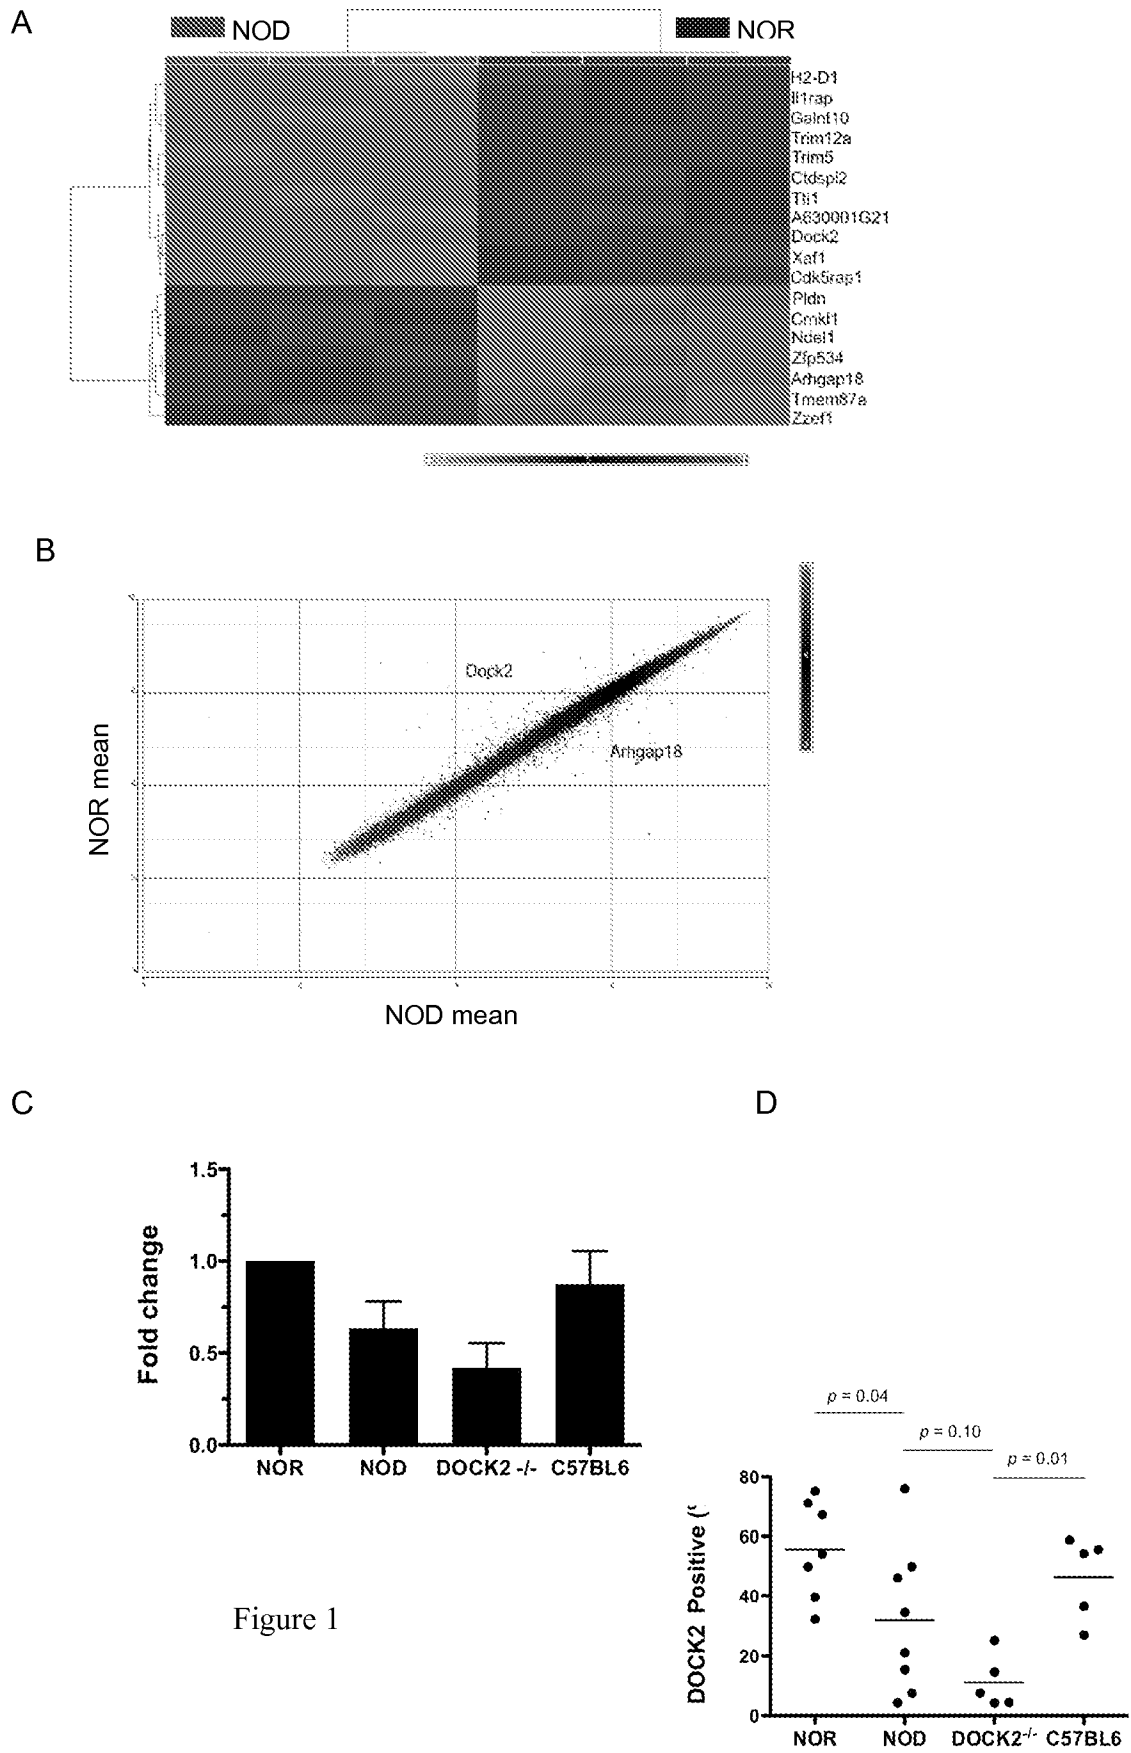 A
NOD
NOR
H2-D1
Il1rap
Galnt10
Trim12a
Trim5
Ctdspl2
Tti1
A630001G21
Dock2
Xaf1
Cdk5rap1
Pldn
Cmkl1
Ndel1
Zfp534
Arhgap18
Tmem87a
Zzef1
B
Dock2
Arhgap18
NOR mean
NOD mean
C
D
1.5
1.0
0.5
0.0
Fold change
NOR NOD DOCK2 -/- C57BL6
p = 0.04
p = 0.10
p = 0.01
80
60
40
20
0
DOCK2 Positive (
NOR NOD DOCK2-/- C57BL6
Figure 1